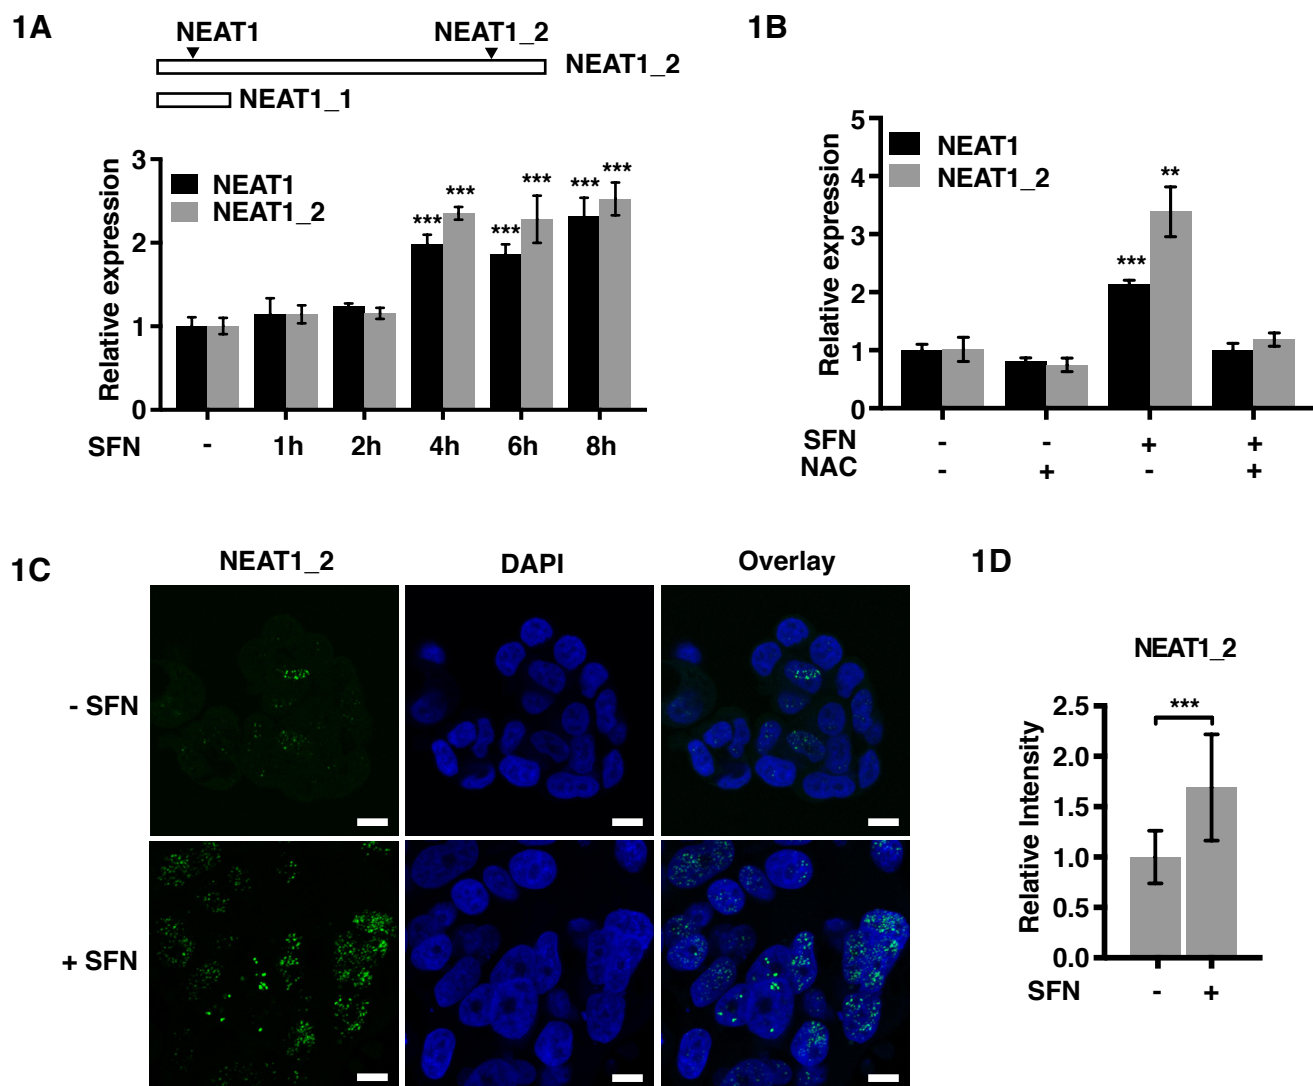 1A
NEAT1 NEAT1_2
NEAT1_2
NEAT1_1
Relative expression
3
2
1
0
NEAT1
NEAT1_2
*** *** *** *** *** ***
SFN - 1h 2h 4h 6h 8h
1B
Relative expression
5
4
3
2
1
0
NEAT1
NEAT1_2
*** **
SFN - - + +
NAC - + - +
1C
NEAT1_2 DAPI Overlay
- SFN
+ SFN
1D
NEAT1_2
Relative Intensity
2.5
2.0
1.5
1.0
0.5
0.0
***
SFN - +